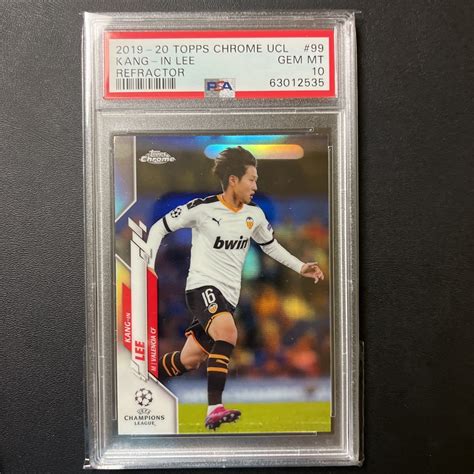 2019-20 TOPPS CHROME UCL #99
KANG-IN LEE GEM MT
REFRACTOR 10
PSA 63012535
Topps
Chrome
bwin
16
KANG-IN
LEE
M | VALENCIA CF
CHAMPIONS
LEAGUE